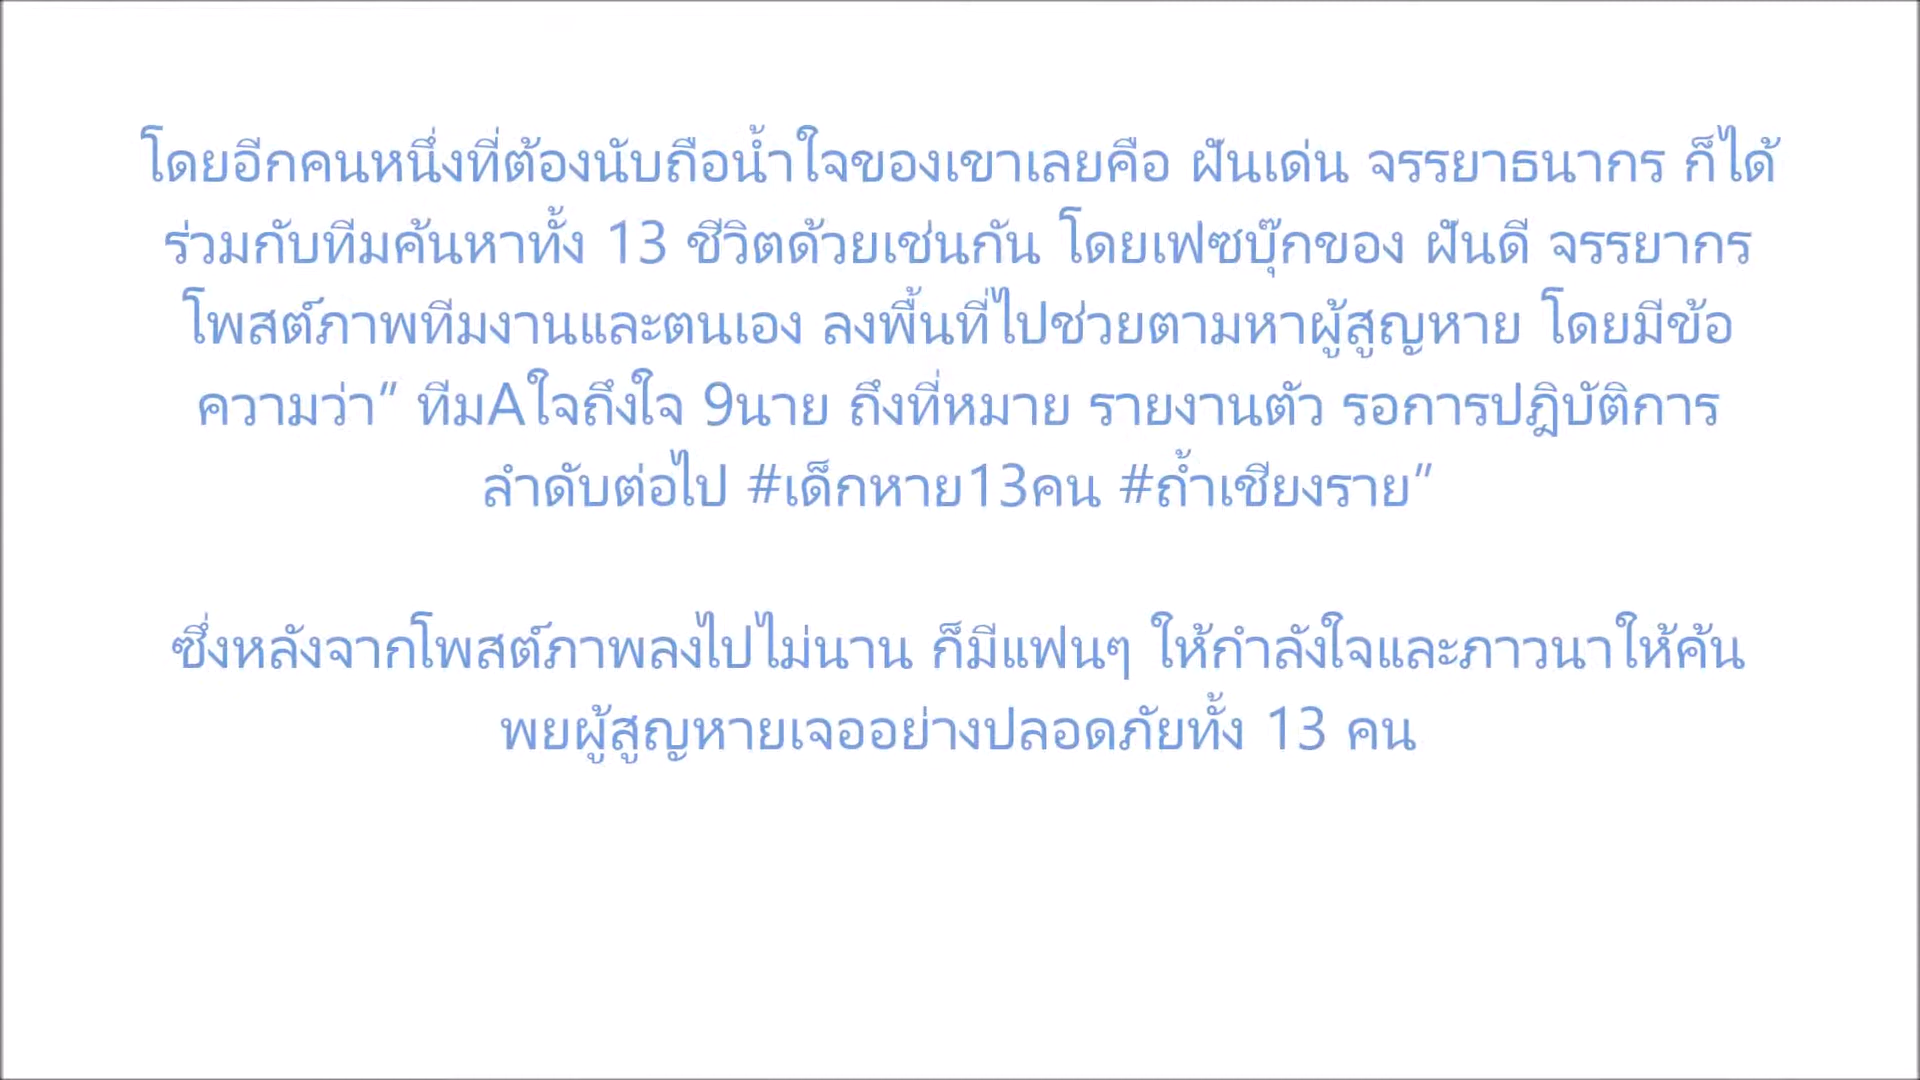 โดยอีกคนหนึ่งที่ต้องนับถือน้ำใจของเขาเลยคือ ฝันเด่น จรรยาธนากร ก็ได้
ร่วมกับทีมค้นหาทั้ง 13 ชีวิตด้วยเช่นกัน โดยเฟซบุ๊กของ ฝันดี จรรยากร
โพสต์ภาพทีมงานและตนเอง ลงพื้นที่ไปช่วยตามหาผู้สูญหาย โดยมีข้อ
ความว่า“ ทีมAใจถึงใจ 9นาย ถึงที่หมาย รายงานตัว รอการปฎิบัติการ
ลำดับต่อไป #เด็กหาย13คน #ถ้ำเชียงราย”
ซึ่งหลังจากโพสต์ภาพลงไปไม่นาน ก็มีแฟนๆ ให้กำลังใจและภาวนาให้ค้น
พยผู้สูญหายเจออย่างปลอดภัยทั้ง 13 คน